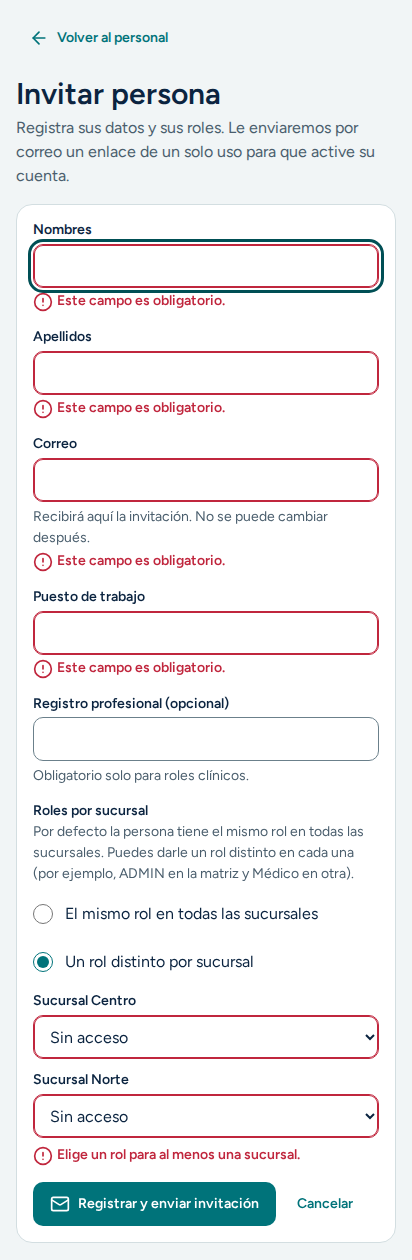 Volver al personal
Invitar persona
Registra sus datos y sus roles. Le enviaremos por
correo un enlace de un solo uso para que active su
cuenta.
Nombres
Este campo es obligatorio.
Apellidos
Este campo es obligatorio.
Correo
Recibirá aquí la invitación. No se puede cambiar
después.
Este campo es obligatorio.
Puesto de trabajo
Este campo es obligatorio.
Registro profesional (opcional)
Obligatorio solo para roles clínicos.
Roles por sucursal
Por defecto la persona tiene el mismo rol en todas las
sucursales. Puedes darle un rol distinto en cada una
(por ejemplo, ADMIN en la matriz y Médico en otra).
El mismo rol en todas las sucursales
Un rol distinto por sucursal
Sucursal Centro
Sin acceso
Sucursal Norte
Sin acceso
Elige un rol para al menos una sucursal.
Registrar y enviar invitación
Cancelar